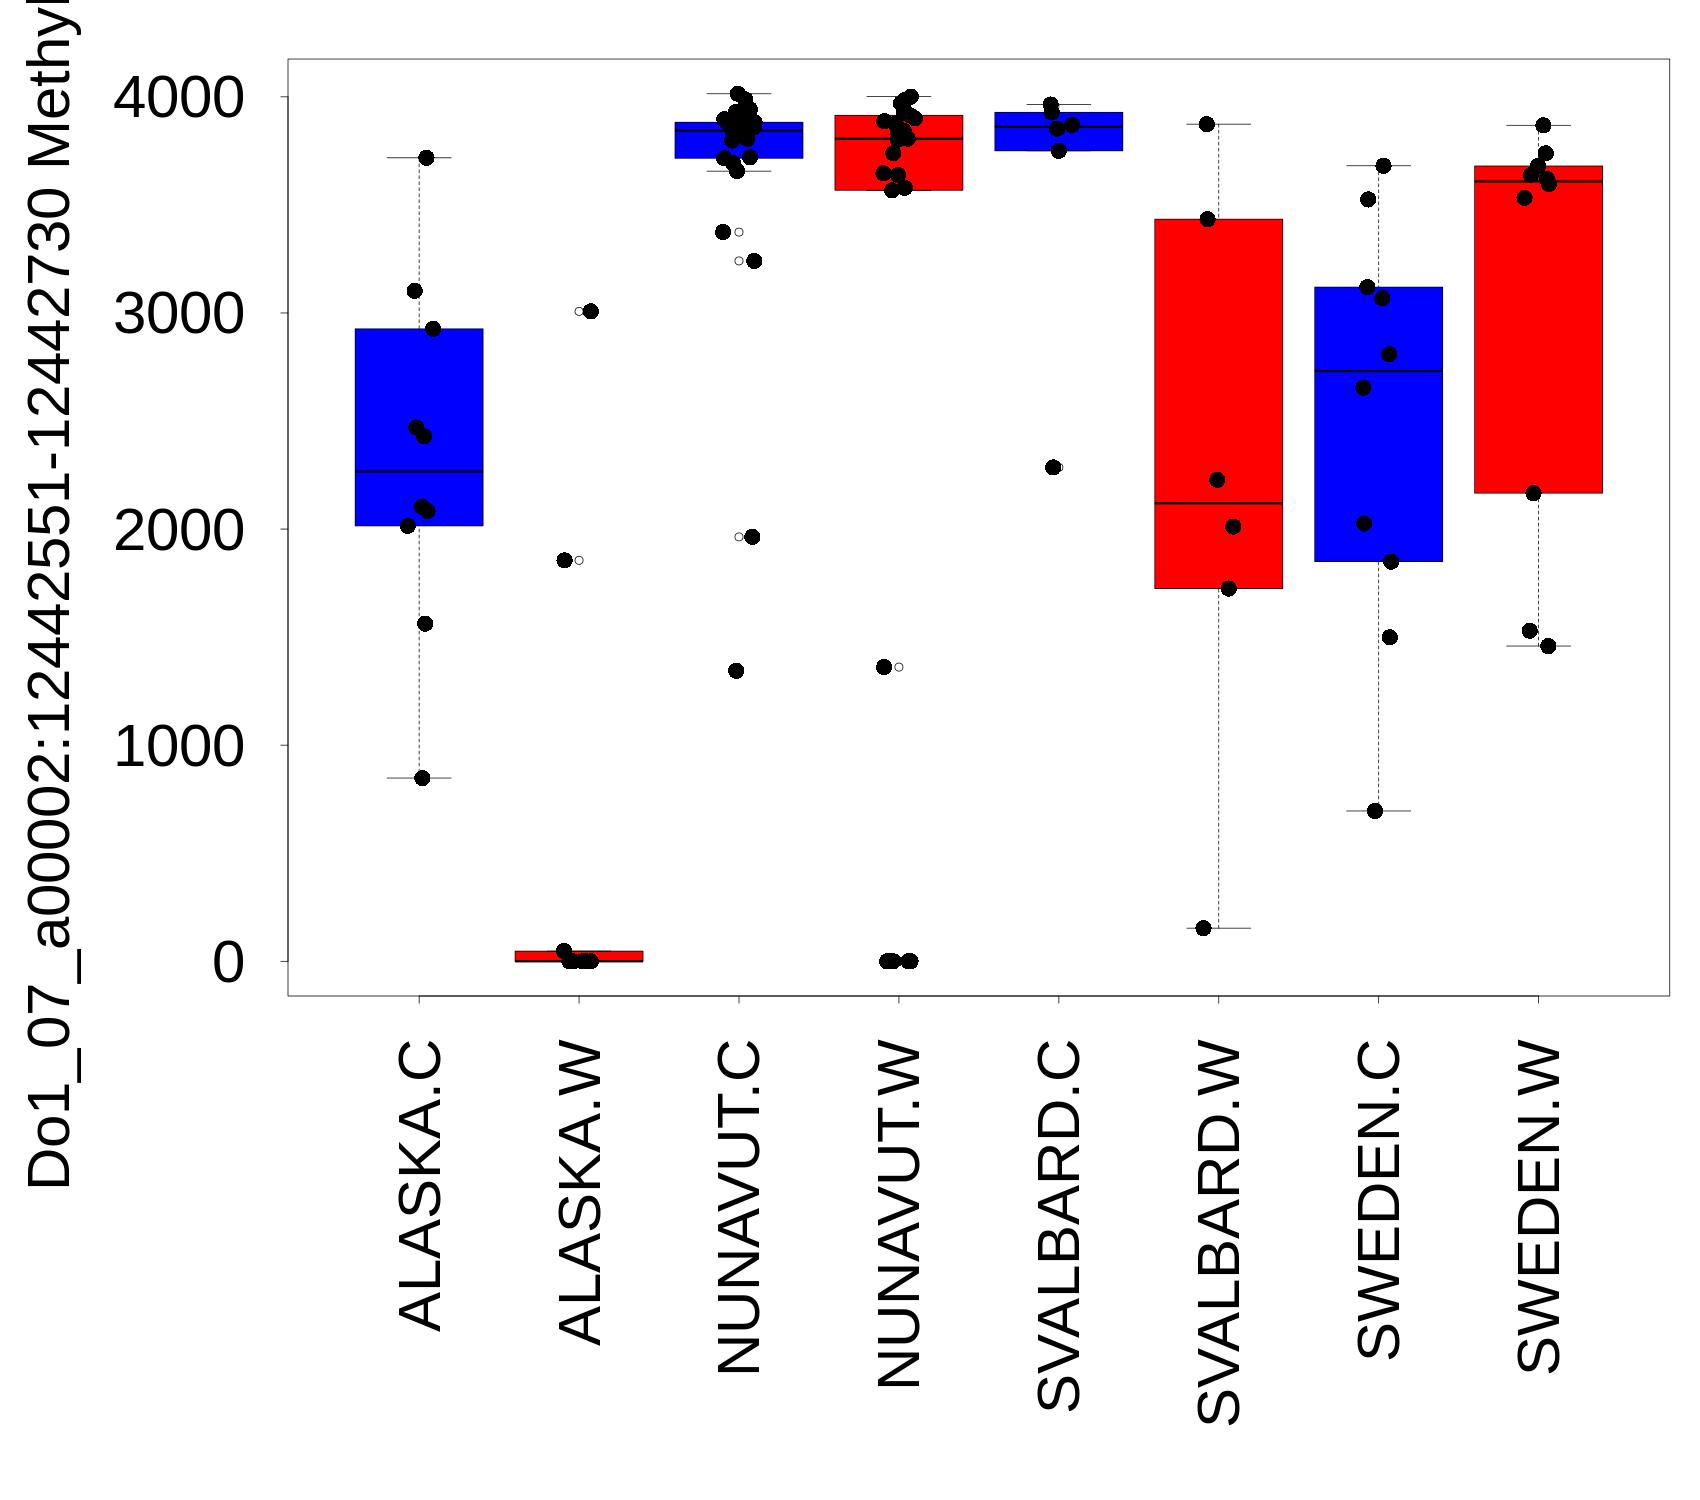 Do1_07_a00002:12442551-12442730 Methyl
4000
3000
2000
1000
0
ALASKA.C
ALASKA.W
NUNAVUT.C
NUNAVUT.W
SVALBARD.C
SVALBARD.W
SWEDEN.C
SWEDEN.W